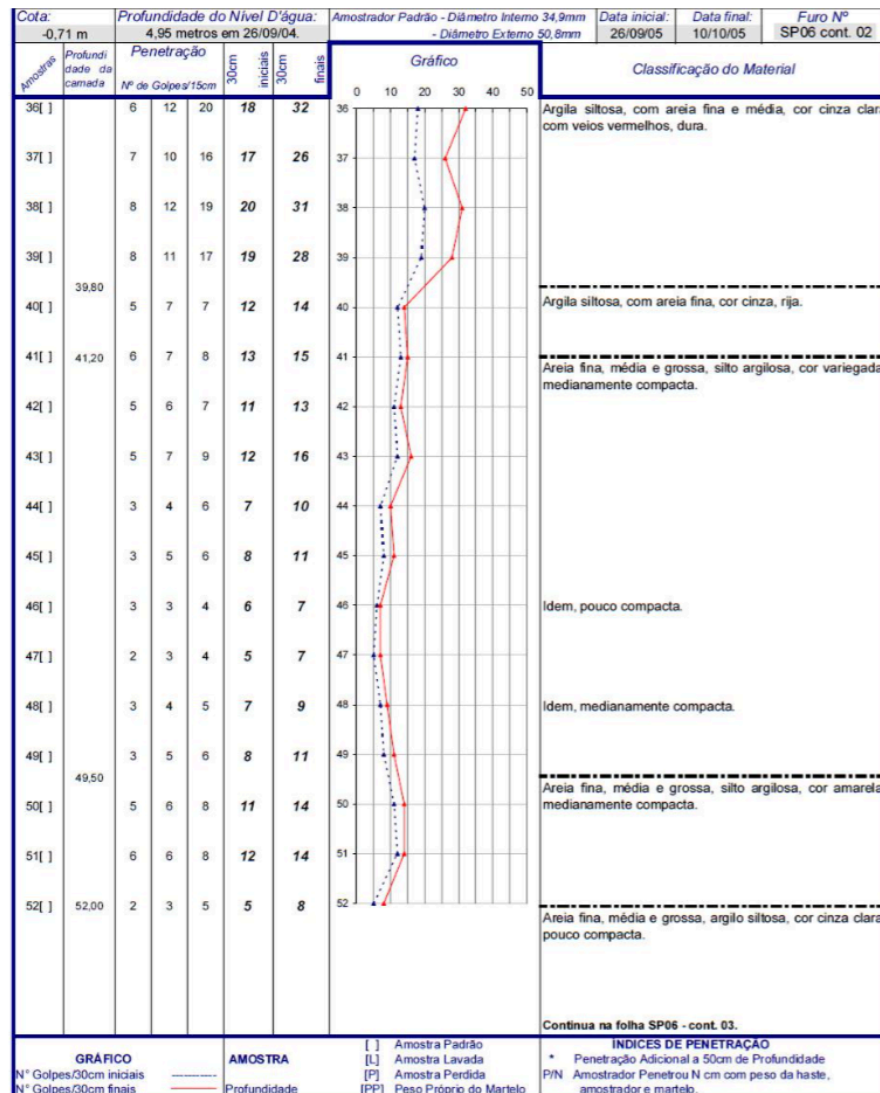 Cota: Profundidade do Nível D'água: Amostrador Padrão - Diâmetro Interno 34,9mm Data inicial: Data final: Furo Nº
-0,71 m 4,95 metros em 26/09/04. - Diâmetro Externo 50,8mm 26/09/05 10/10/05 SP06 cont. 02
Amostras Profundi dade da camada Penetração Nº de Golpes/15cm 30cm iniciais 30cm finais Gráfico Classificação do Material
0 10 20 30 40 50
36[ ] 6 12 20 18 32 36 Argila siltosa, com areia fina e média, cor cinza clara
com veios vermelhos, dura.
37[ ] 7 10 16 17 26 37
38[ ] 8 12 19 20 31 38
39[ ] 8 11 17 19 28 39
39,80
40[ ] 5 7 7 12 14 40 Argila siltosa, com areia fina, cor cinza, rija.
41[ ] 41,20 6 7 8 13 15 41
Areia fina, média e grossa, silto argilosa, cor variegada
medianamente compacta.
42[ ] 5 6 7 11 13 42
43[ ] 5 7 9 12 16 43
44[ ] 3 4 6 7 10 44
45[ ] 3 5 6 8 11 45
46[ ] 3 3 4 6 7 46 Idem, pouco compacta.
47[ ] 2 3 4 5 7 47
48[ ] 3 4 5 7 9 48 Idem, medianamente compacta.
49[ ] 3 5 6 8 11 49
49,50
Areia fina, média e grossa, silto argilosa, cor amarela
50[ ] 5 6 8 11 14 50 medianamente compacta.
51[ ] 6 6 8 12 14 51
52[ ] 52,00 2 3 5 5 8 52
Areia fina, média e grossa, argilo siltosa, cor cinza clara
pouco compacta.
Continua na folha SP06 - cont. 03.
GRÁFICO AMOSTRA [ ] Amostra Padrão ÍNDICES DE PENETRAÇÃO
[L] Amostra Lavada * Penetração Adicional a 50cm de Profundidade
N° Golpes/30cm iniciais [P] Amostra Perdida P/N Amostrador Penetrou N cm com peso da haste,
N° Golpes/30cm finais Profundidade [PP] Peso Próprio do Martelo amostrador e martelo.